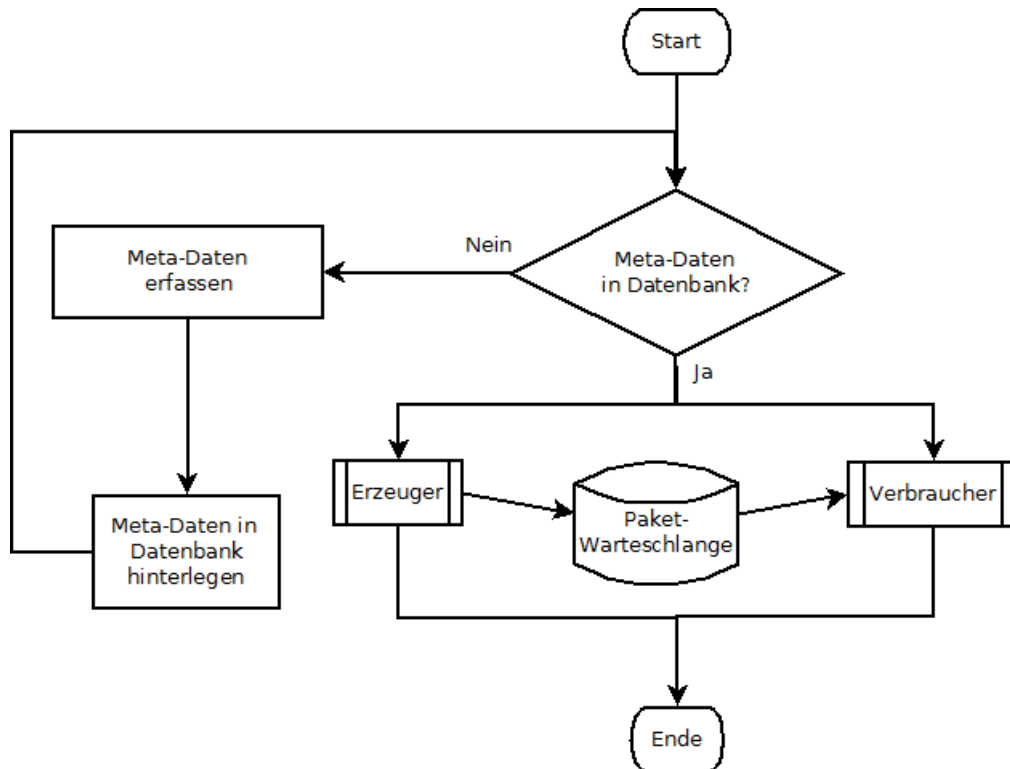 Start
Nein
Meta-Daten
in Datenbank?
Meta-Daten
erfassen
Ja
Erzeuger
Paket-
Warteschlange
Verbraucher
Meta-Daten in
Datenbank
hinterlegen
Ende